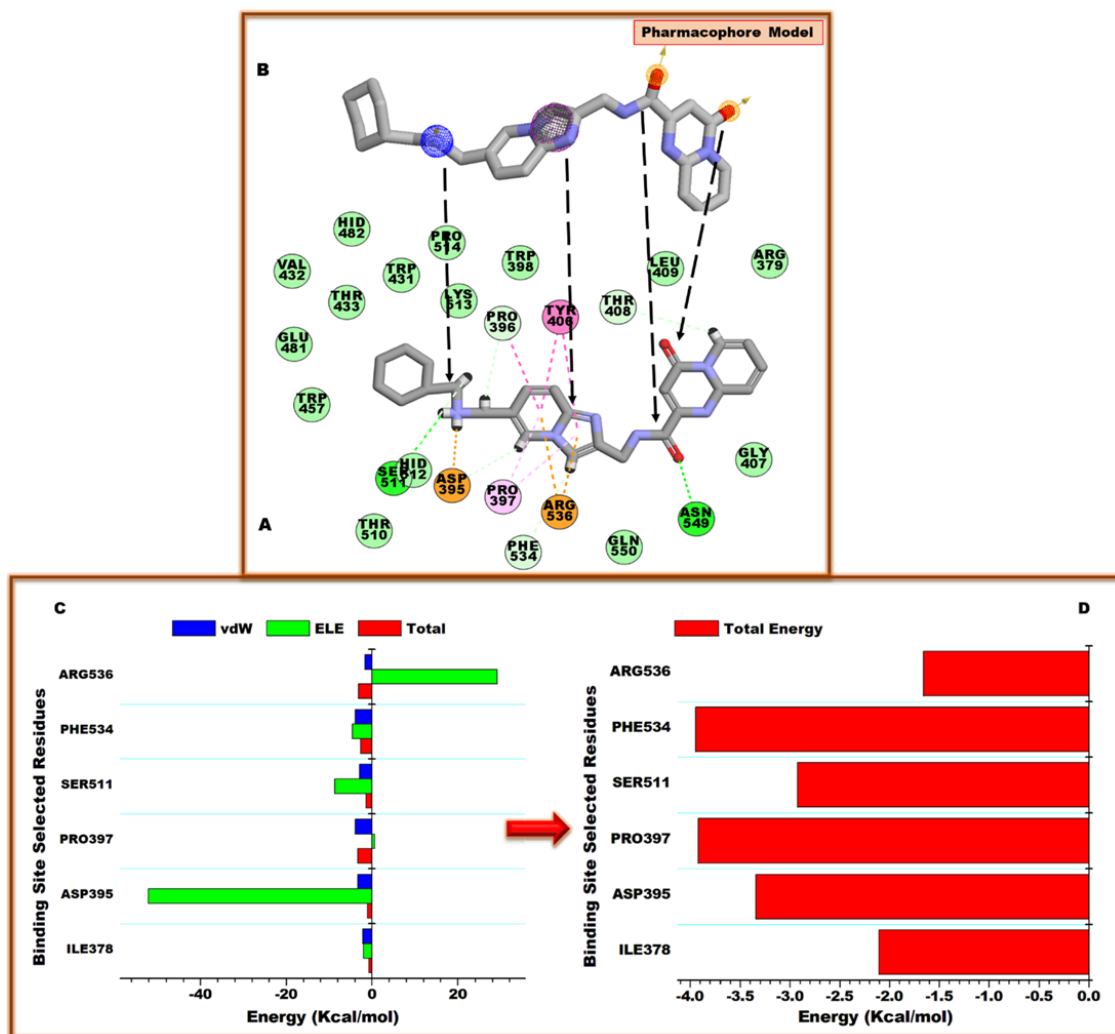 Pharmacophore Model
B
HID
482
PRO
514
TRP
398
LEU
409
ARG
379
VAL
432
TRP
431
THR
433
LYS
513
PRO
396
TYR
406
THR
408
GLU
481
TRP
457
GLY
407
SER
511
HID
512
ASP
395
PRO
397
ARG
536
ASN
549
A
THR
510
PHE
534
GLN
550
C
vdW ELE Total
Binding Site Selected Residues
ARG536
PHE534
SER511
PRO397
ASP395
ILE378
-40 -20 0 20
Energy (Kcal/mol)
D
Total Energy
Binding Site Selected Residues
ARG536
PHE534
SER511
PRO397
ASP395
ILE378
-4.0 -3.5 -3.0 -2.5 -2.0 -1.5 -1.0 -0.5 0.0
Energy (Kcal/mol)